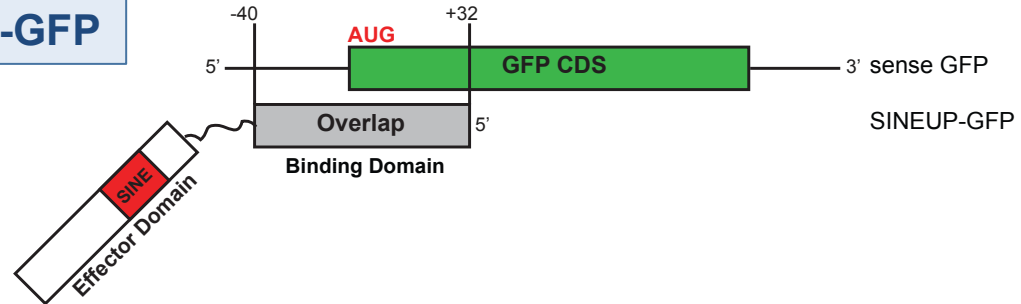 -GFP
-40
+32
AUG
5’
GFP CDS
3’ sense GFP
Overlap
5’
SINEUP-GFP
Binding Domain
SINE
Effector Domain